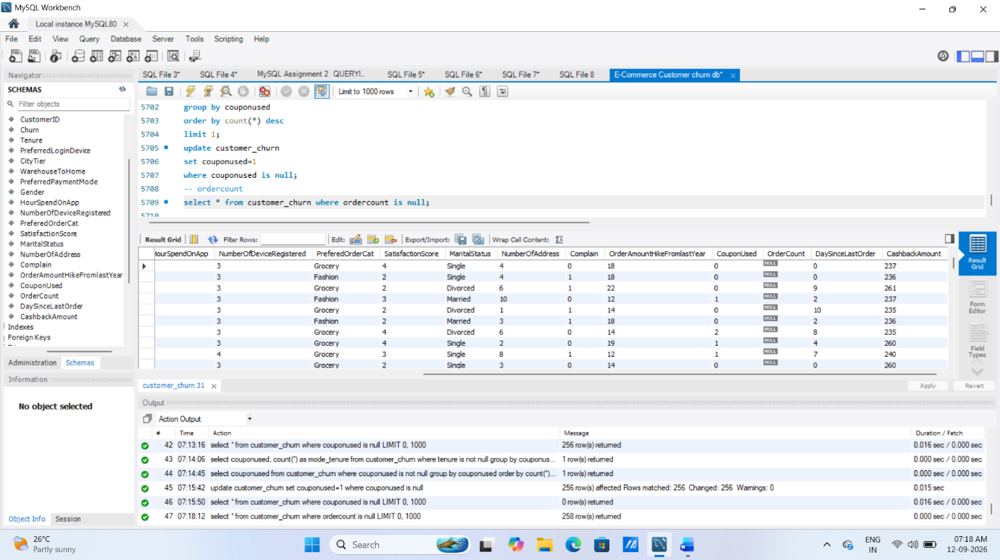 MySQL Workbench
Local instance MySQL80
File Edit View Query Database Server Tools Scripting Help
Navigator
SCHEMAS
Filter objects
CustomerID
Churn
Tenure
PreferredLoginDevice
CityTier
WarehouseToHome
PreferredPaymentMode
Gender
HourSpendOnApp
NumberOfDeviceRegistered
PreferedOrderCat
SatisfactionScore
MaritalStatus
NumberOfAddress
Complain
OrderAmountHikeFromlastYear
CouponUsed
OrderCount
DaySinceLastOrder
CashbackAmount
Indexes
Foreign Keys
Administration Schemas
Information
No object selected
Object Info Session
SQL File 3* SQL File 4* MySQL Assignment 2 QUERYI... SQL File 5* SQL File 6* SQL File 7* SQL File 8 E-Commerce Customer churn db*
Limit to 1000 rows
5702 group by couponused
5703 order by count(*) desc
5704 limit 1;
5705 update customer_churn
5706 set couponused=1
5707 where couponused is null;
5708 -- ordercount
5709 select * from customer_churn where ordercount is null;
5710
Result Grid Filter Rows: Edit: Export/Import: Wrap Cell Content:
HourSpendOnApp NumberOfDeviceRegistered PreferedOrderCat SatisfactionScore MaritalStatus NumberOfAddress Complain OrderAmountHikeFromlastYear CouponUsed OrderCount DaySinceLastOrder CashbackAmount
3 Grocery 4 Single 4 0 18 0 NULL 0 237
3 Fashion 2 Single 4 1 18 0 NULL 0 236
3 Grocery 2 Divorced 6 1 22 0 NULL 9 261
3 Fashion 3 Married 10 0 12 1 NULL 2 237
3 Grocery 2 Divorced 1 1 14 0 NULL 10 235
3 Fashion 2 Married 3 1 18 0 NULL 2 236
3 Grocery 4 Divorced 6 0 14 2 NULL 8 235
3 Grocery 4 Single 2 0 19 1 NULL 4 260
4 Grocery 3 Single 8 1 12 1 NULL 7 240
3 Grocery 2 Single 3 0 14 0 NULL 0 260
Result Grid
Form Editor
Field Types
customer_churn 31
Apply Revert
Output
Action Output
# Time Action Message Duration / Fetch
42 07:13:16 select * from customer_churn where couponused is null LIMIT 0, 1000 256 row(s) returned 0.016 sec / 0.000 sec
43 07:14:06 select couponused, count(*) as mode_tenure from customer_churn where tenure is not null group by couponus... 1 row(s) returned 0.000 sec / 0.000 sec
44 07:14:45 select couponused from customer_churn where couponused is not null group by couponused order by count(*)... 1 row(s) returned 0.000 sec / 0.000 sec
45 07:15:42 update customer_churn set couponused=1 where couponused is null 256 row(s) affected Rows matched: 256 Changed: 256 Warnings: 0 0.015 sec
46 07:15:50 select * from customer_churn where couponused is null LIMIT 0, 1000 0 row(s) returned 0.016 sec / 0.000 sec
47 07:18:12 select * from customer_churn where ordercount is null LIMIT 0, 1000 258 row(s) returned 0.000 sec / 0.000 sec
26°C
Partly sunny
Search
ENG
IN
07:18 AM
12-09-2026